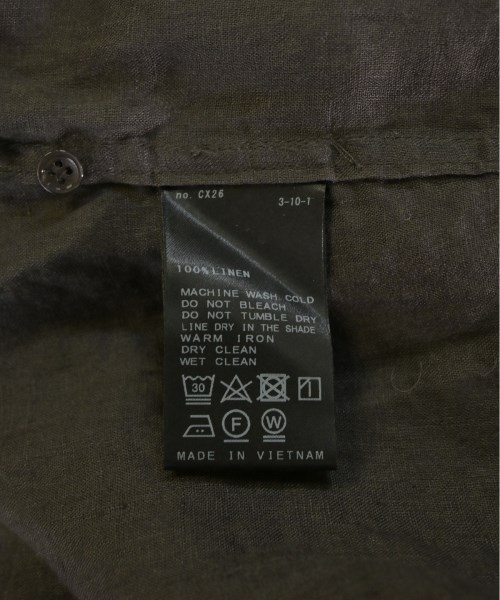 no. CX26 3-10-1
100% LINEN
MACHINE WASH COLD
DO NOT BLEACH
DO NOT TUMBLE DRY
LINE DRY IN THE SHADE
WARM IRON
DRY CLEAN
WET CLEAN
30
F W
MADE IN VIETNAM